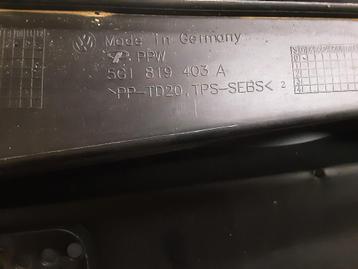 Made in Germany
PPW
5G1 819 403 A
>PP-TD20,TPS-SEBS< 2